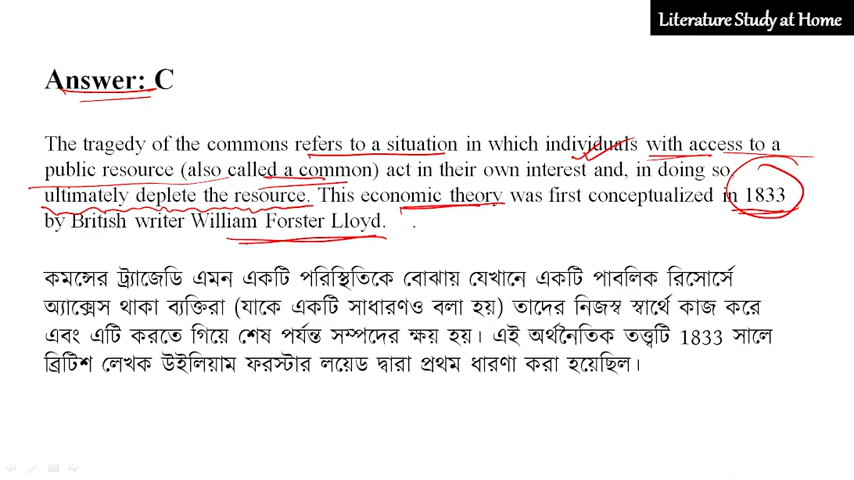 Literature Study at Home
Answer: C
The tragedy of the commons refers to a situation in which individuals with access to a
public resource (also called a common) act in their own interest and, in doing so,
ultimately deplete the resource. This economic theory was first conceptualized in 1833
by British writer William Forster Lloyd.
কমন্সের ট্র্যাজেডি এমন একটি পরিস্থিতিকে বোঝায় যেখানে একটি পাবলিক রিসোর্সে
অ্যাক্সেস থাকা ব্যক্তিরা (যাকে একটি সাধারণও বলা হয়) তাদের নিজস্ব স্বার্থে কাজ করে
এবং এটি করতে গিয়ে শেষ পর্যন্ত সম্পদের ক্ষয় হয়। এই অর্থনৈতিক তত্ত্বটি 1833 সালে
ব্রিটিশ লেখক উইলিয়াম ফরস্টার লয়েড দ্বারা প্রথম ধারণা করা হয়েছিল।